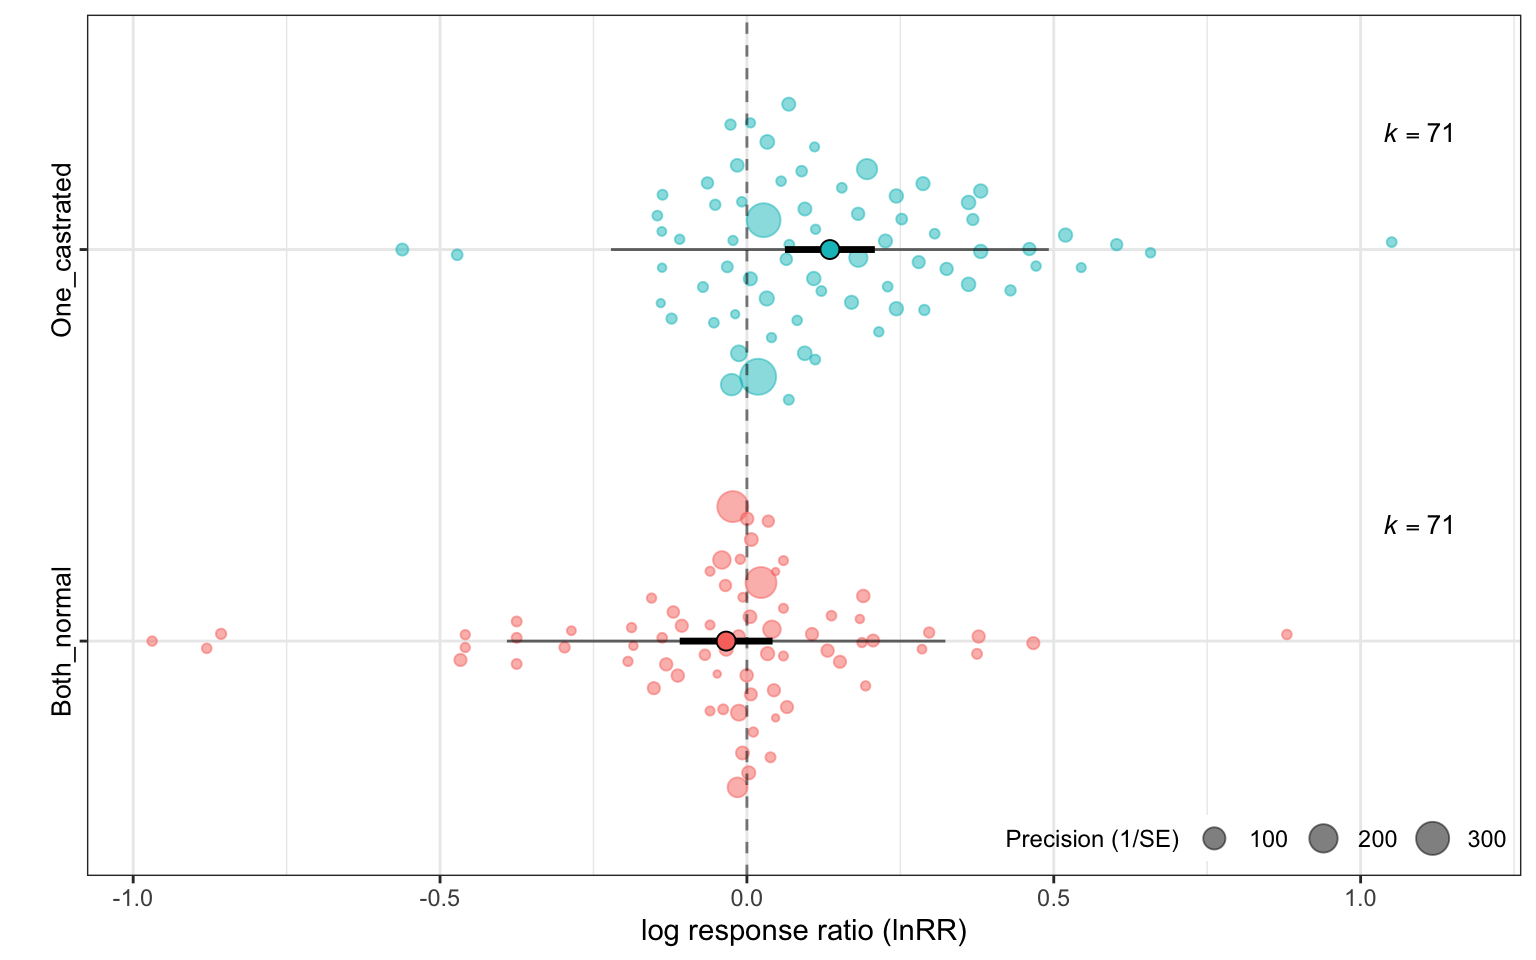 One_castrated
k = 71
Both_normal
k = 71
Precision (1/SE) 100 200 300
-1.0 -0.5 0.0 0.5 1.0
log response ratio (lnRR)